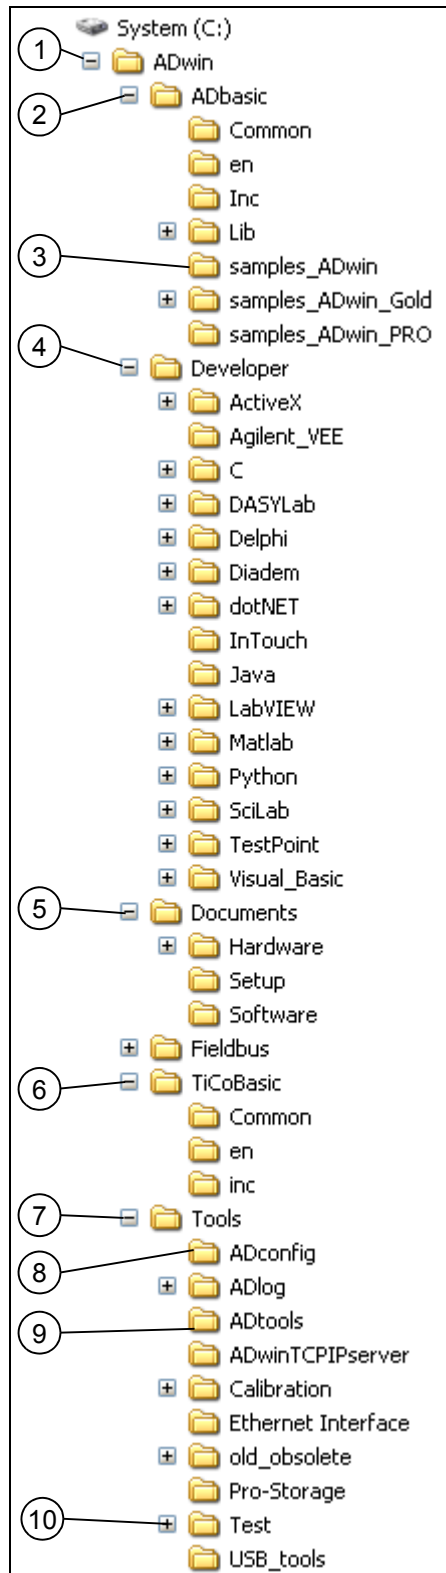 System (C:)
1 ADwin
2 ADbasic
Common
en
Inc
Lib
3 samples_ADwin
samples_ADwin_Gold
samples_ADwin_PRO
4 Developer
ActiveX
Agilent_VEE
C
DASYLab
Delphi
Diadem
dotNET
InTouch
Java
LabVIEW
Matlab
Python
SciLab
TestPoint
Visual_Basic
5 Documents
Hardware
Setup
Software
Fieldbus
6 TiCoBasic
Common
en
inc
7 Tools
8 ADconfig
ADlog
9 ADtools
ADwinTCPIPserver
Calibration
Ethernet Interface
old_obsolete
Pro-Storage
10 Test
USB_tools